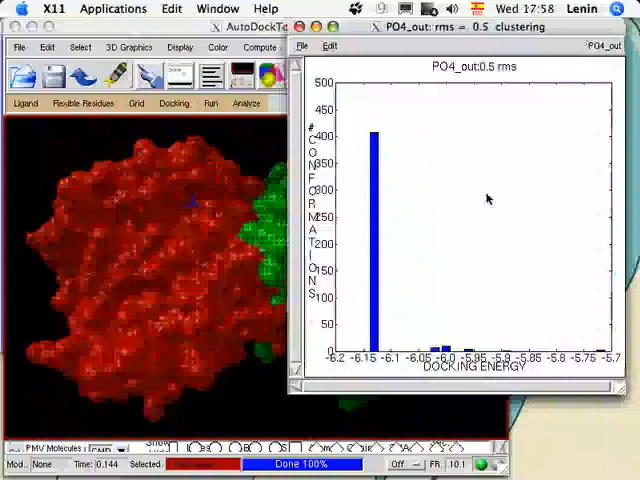 X11 Applications Edit Window Help Wed 17:58 Lenin
AutoDockTo
File Edit Select 3D Graphics Display Color Compute
Ligand Flexible Residues Grid Docking Run Analyze
PO4_out: rms = 0.5 clustering
File Edit PO4_out
PO4_out:0.5 rms
#CONFORMATIONS
500
450
400
350
300
250
200
150
100
50
0
-6.2 -6.15 -6.1 -6.05 -6.0 -5.95 -5.9 -5.85 -5.8 -5.75 -5.7
DOCKING ENERGY
PMV Molecules
Mod.. None Time: 0.144 Selected: Done 100% Off FR: 10.1